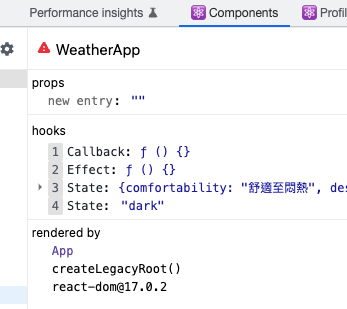 Performance insights Components Profil
WeatherApp
props
new entry: ""
hooks
1 Callback: ƒ () {}
2 Effect: ƒ () {}
3 State: {comfortability: "舒適至悶熱", des
4 State: "dark"
rendered by
App
createLegacyRoot()
react-dom@17.0.2